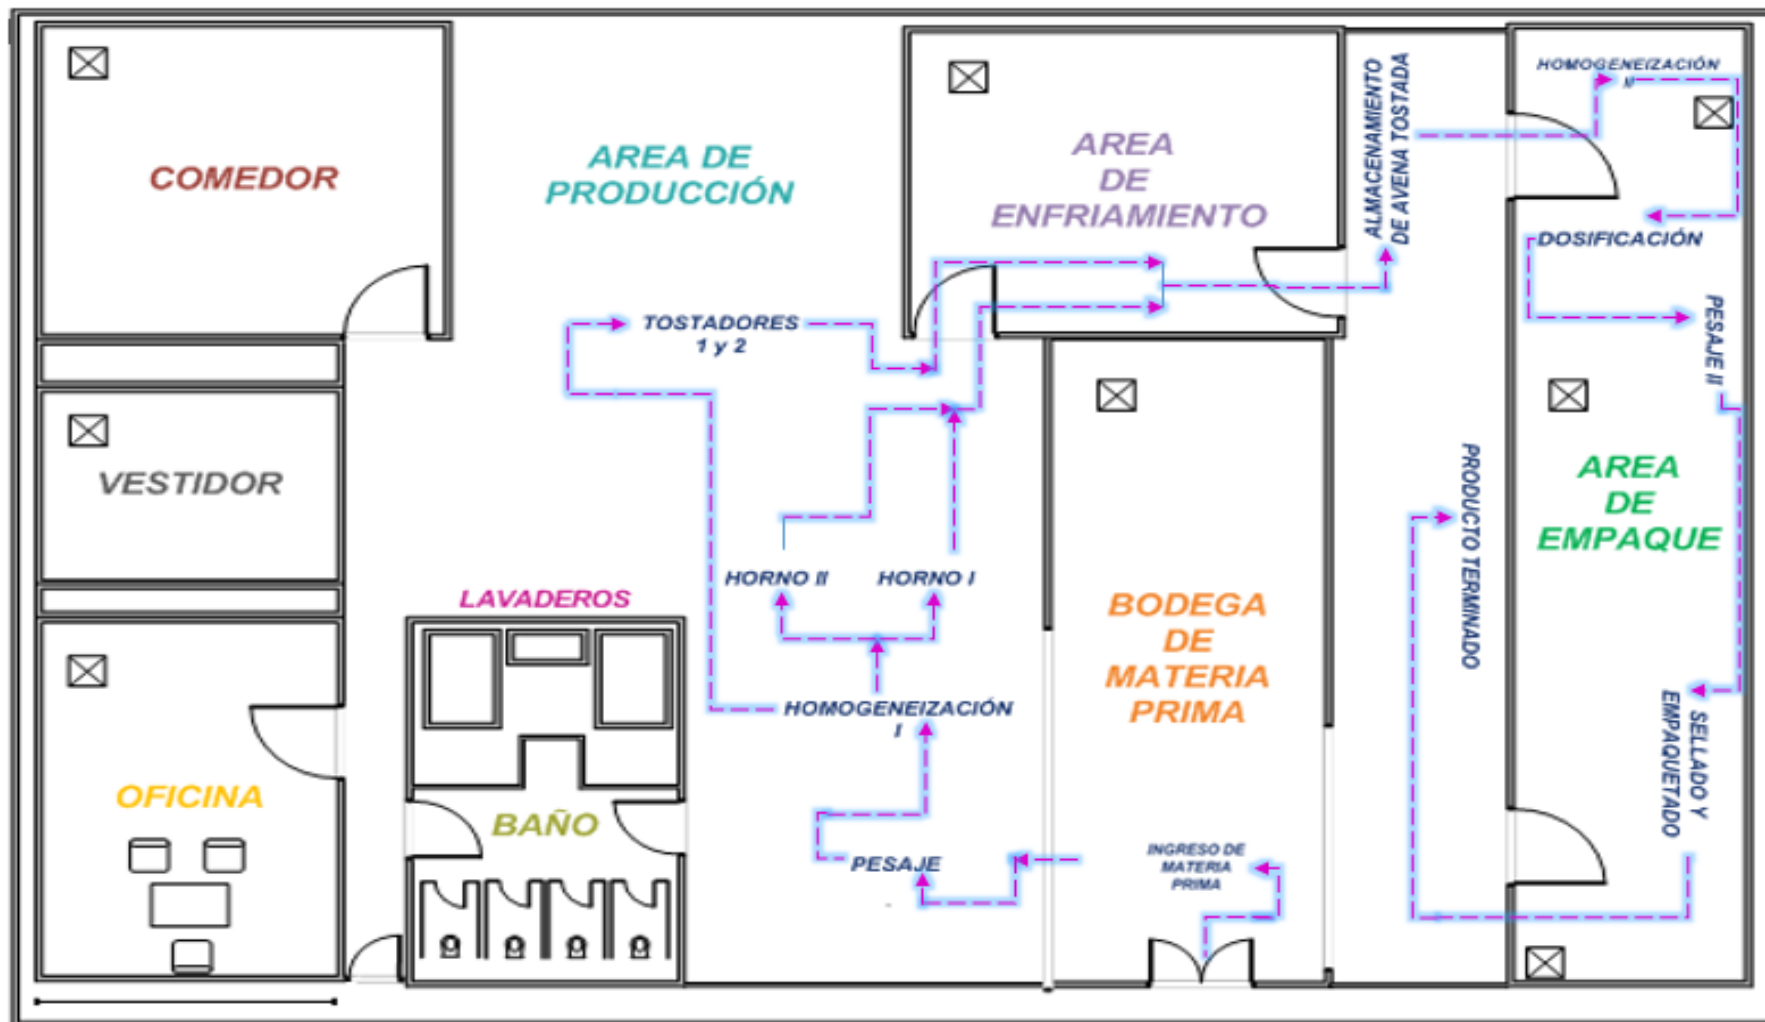 COMEDOR
AREA DE
PRODUCCIÓN
AREA
DE
ENFRIAMIENTO
ALMACENAMIENTO
DE AVENA TOSTADA
HOMOGENEIZACIÓN
II
DOSIFICACIÓN
PESAJE II
TOSTADORES
1 y 2
VESTIDOR
AREA
DE
EMPAQUE
PRODUCTO TERMINADO
HORNO II
HORNO I
LAVADEROS
BODEGA
DE
MATERIA
PRIMA
HOMOGENEIZACIÓN
I
SELLADO Y
EMPAQUETADO
OFICINA
BAÑO
PESAJE
INGRESO DE
MATERIA
PRIMA